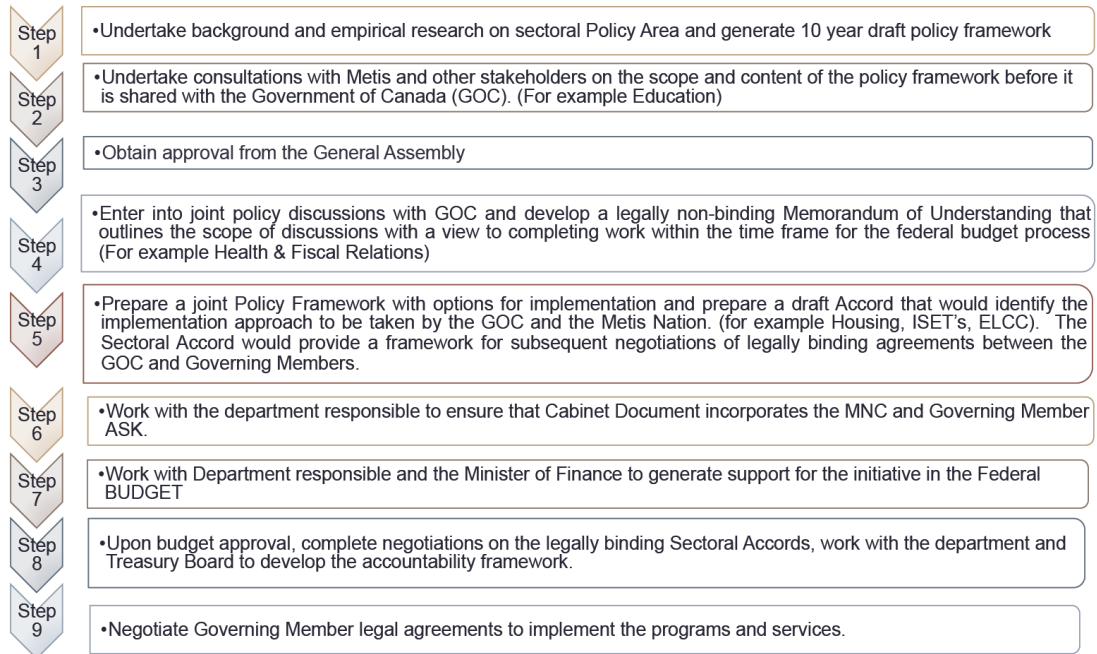 Step
1
•Undertake background and empirical research on sectoral Policy Area and generate 10 year draft policy framework
Step
2
•Undertake consultations with Metis and other stakeholders on the scope and content of the policy framework before it
is shared with the Government of Canada (GOC). (For example Education)
Step
3
•Obtain approval from the General Assembly
Step
4
•Enter into joint policy discussions with GOC and develop a legally non-binding Memorandum of Understanding that
outlines the scope of discussions with a view to completing work within the time frame for the federal budget process
(For example Health & Fiscal Relations)
Step
5
•Prepare a joint Policy Framework with options for implementation and prepare a draft Accord that would identify the
implementation approach to be taken by the GOC and the Metis Nation. (for example Housing, ISET's, ELCC). The
Sectoral Accord would provide a framework for subsequent negotiations of legally binding agreements between the
GOC and Governing Members.
Step
6
•Work with the department responsible to ensure that Cabinet Document incorporates the MNC and Governing Member
ASK.
Step
7
•Work with Department responsible and the Minister of Finance to generate support for the initiative in the Federal
BUDGET
Step
8
•Upon budget approval, complete negotiations on the legally binding Sectoral Accords, work with the department and
Treasury Board to develop the accountability framework.
Step
9
•Negotiate Governing Member legal agreements to implement the programs and services.